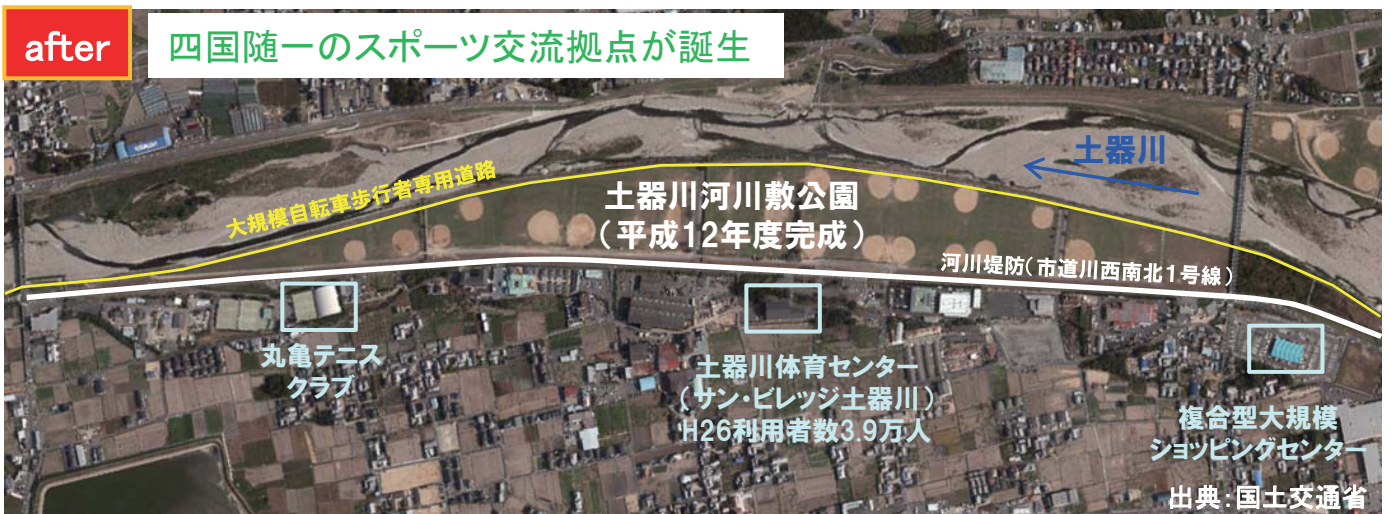 after
四国随一のスポーツ交流拠点が誕生
土器川
大規模自転車歩行者専用道路
土器川河川敷公園
（平成12年度完成）
河川堤防（市道川西南北１号線）
丸亀テニス
クラブ
土器川体育センター
（サン・ビレッジ土器川）
H26利用者数3.9万人
複合型大規模
ショッピングセンター
出典：国土交通省